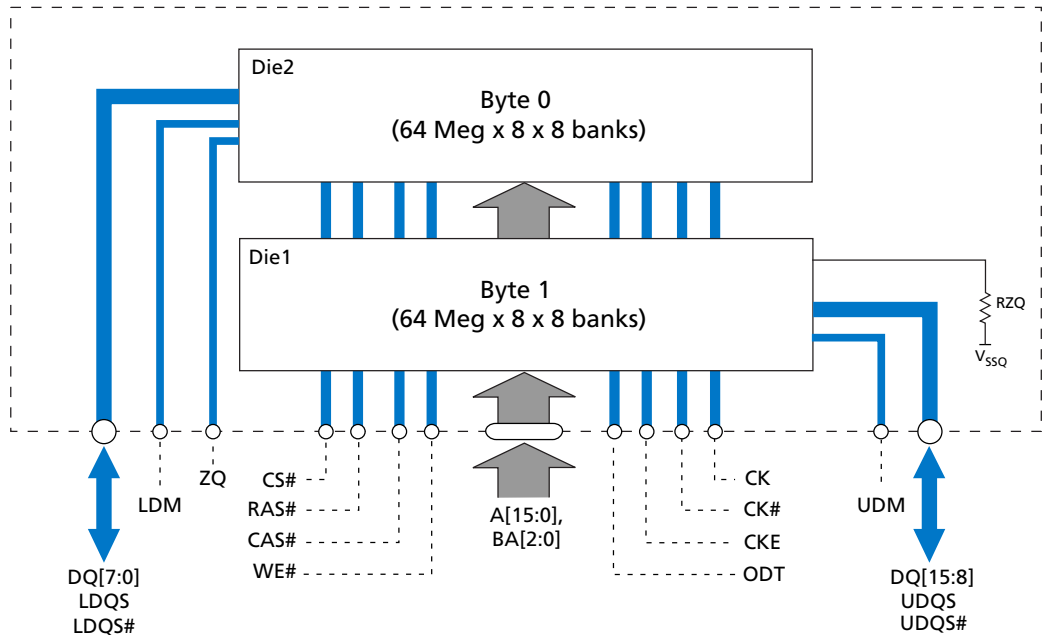 Die2
Byte 0
(64 Meg x 8 x 8 banks)
Die1
Byte 1
(64 Meg x 8 x 8 banks)
RZQ
VSSQ
ZQ
LDM
CS#
RAS#
CAS#
WE#
A[15:0],
BA[2:0]
CK
CK#
CKE
ODT
UDM
DQ[7:0]
LDQS
LDQS#
DQ[15:8]
UDQS
UDQS#